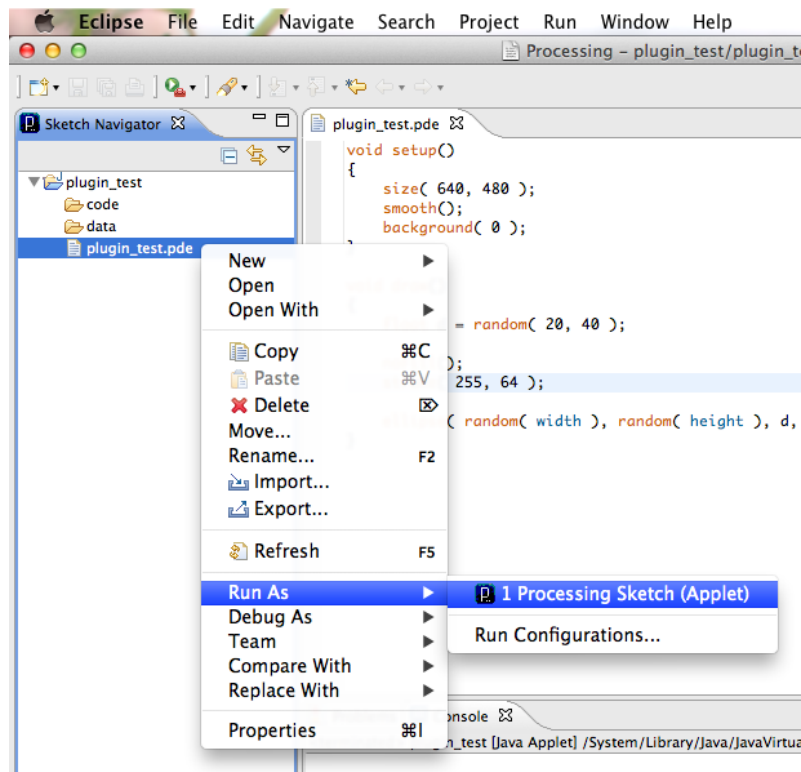 Eclipse File Edit Navigate Search Project Run Window Help
Processing – plugin_test/plugin_t
Sketch Navigator
plugin_test
code
data
plugin_test.pde
plugin_test.pde
void setup()
{
size( 640, 480 );
smooth();
background( 0 );
= random( 20, 40 );
);
255, 64 );
( random( width ), random( height ), d,
New
Open
Open With
Copy ⌘C
Paste ⌘V
Delete ⌦
Move...
Rename... F2
Import...
Export...
Refresh F5
Run As
Debug As
Team
Compare With
Replace With
Properties ⌘I
1 Processing Sketch (Applet)
Run Configurations...
onsole
n_test [Java Applet] /System/Library/Java/JavaVirtua